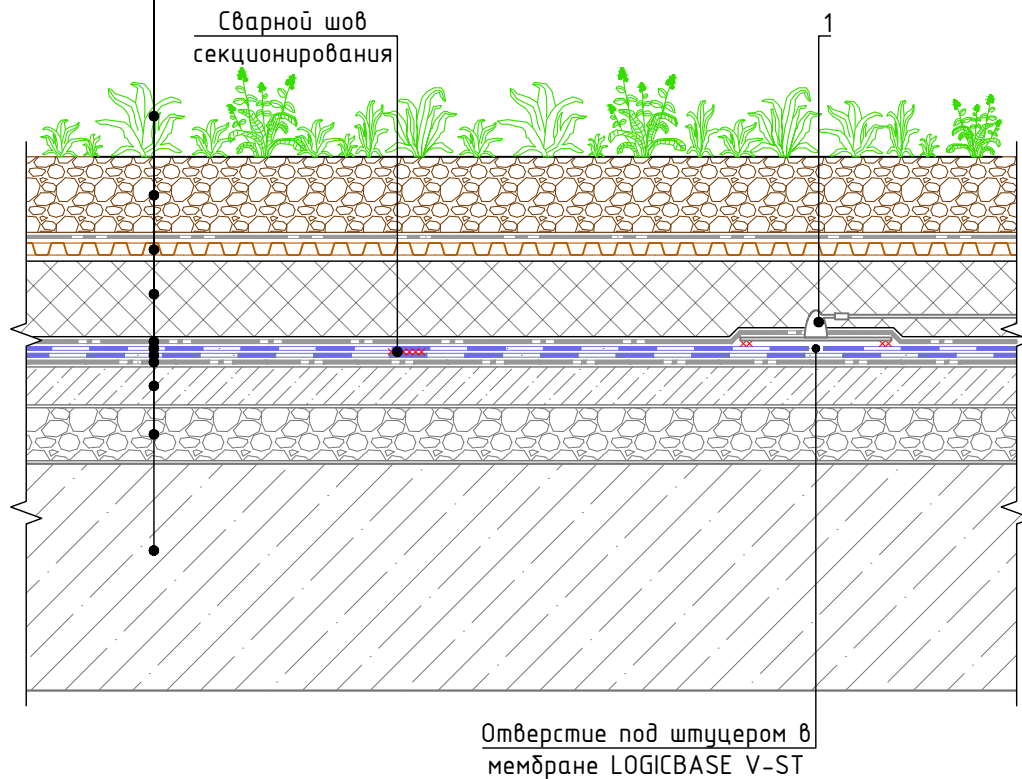 Сварной шов
секционирования
1
Отверстие под штуцером в
мембране LOGICBASE V-ST